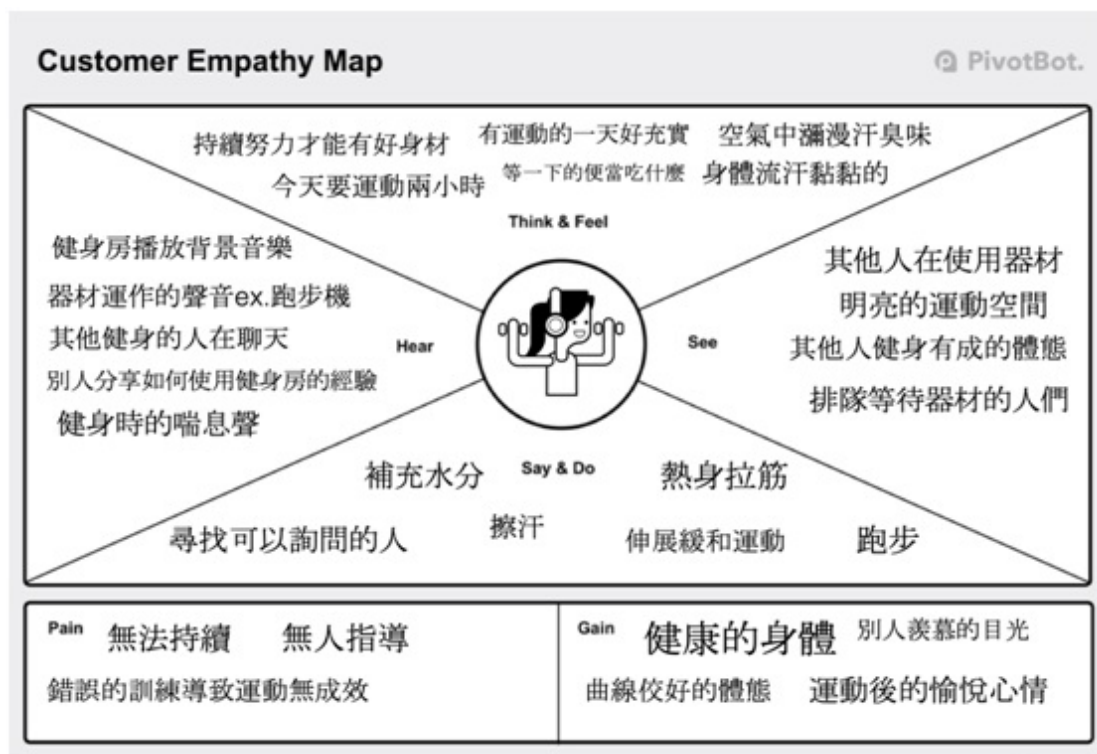 Customer Empathy Map
PivotBot.
持續努力才能有好身材
有運動的一天好充實
空氣中瀰漫汗臭味
今天要運動兩小時
等一下的便當吃什麼
身體流汗黏黏的
Think & Feel
健身房播放背景音樂
器材運作的聲音ex.跑步機
其他健身的人在聊天
別人分享如何使用健身房的經驗
健身時的喘息聲
Hear
See
其他人在使用器材
明亮的運動空間
其他人健身有成的體態
排隊等待器材的人們
補充水分
Say & Do
熱身拉筋
尋找可以詢問的人
擦汗
伸展緩和運動
跑步
Pain
無法持續
無人指導
錯誤的訓練導致運動無成效
Gain
健康的身體
別人羨慕的目光
曲線佼好的體態
運動後的愉悅心情